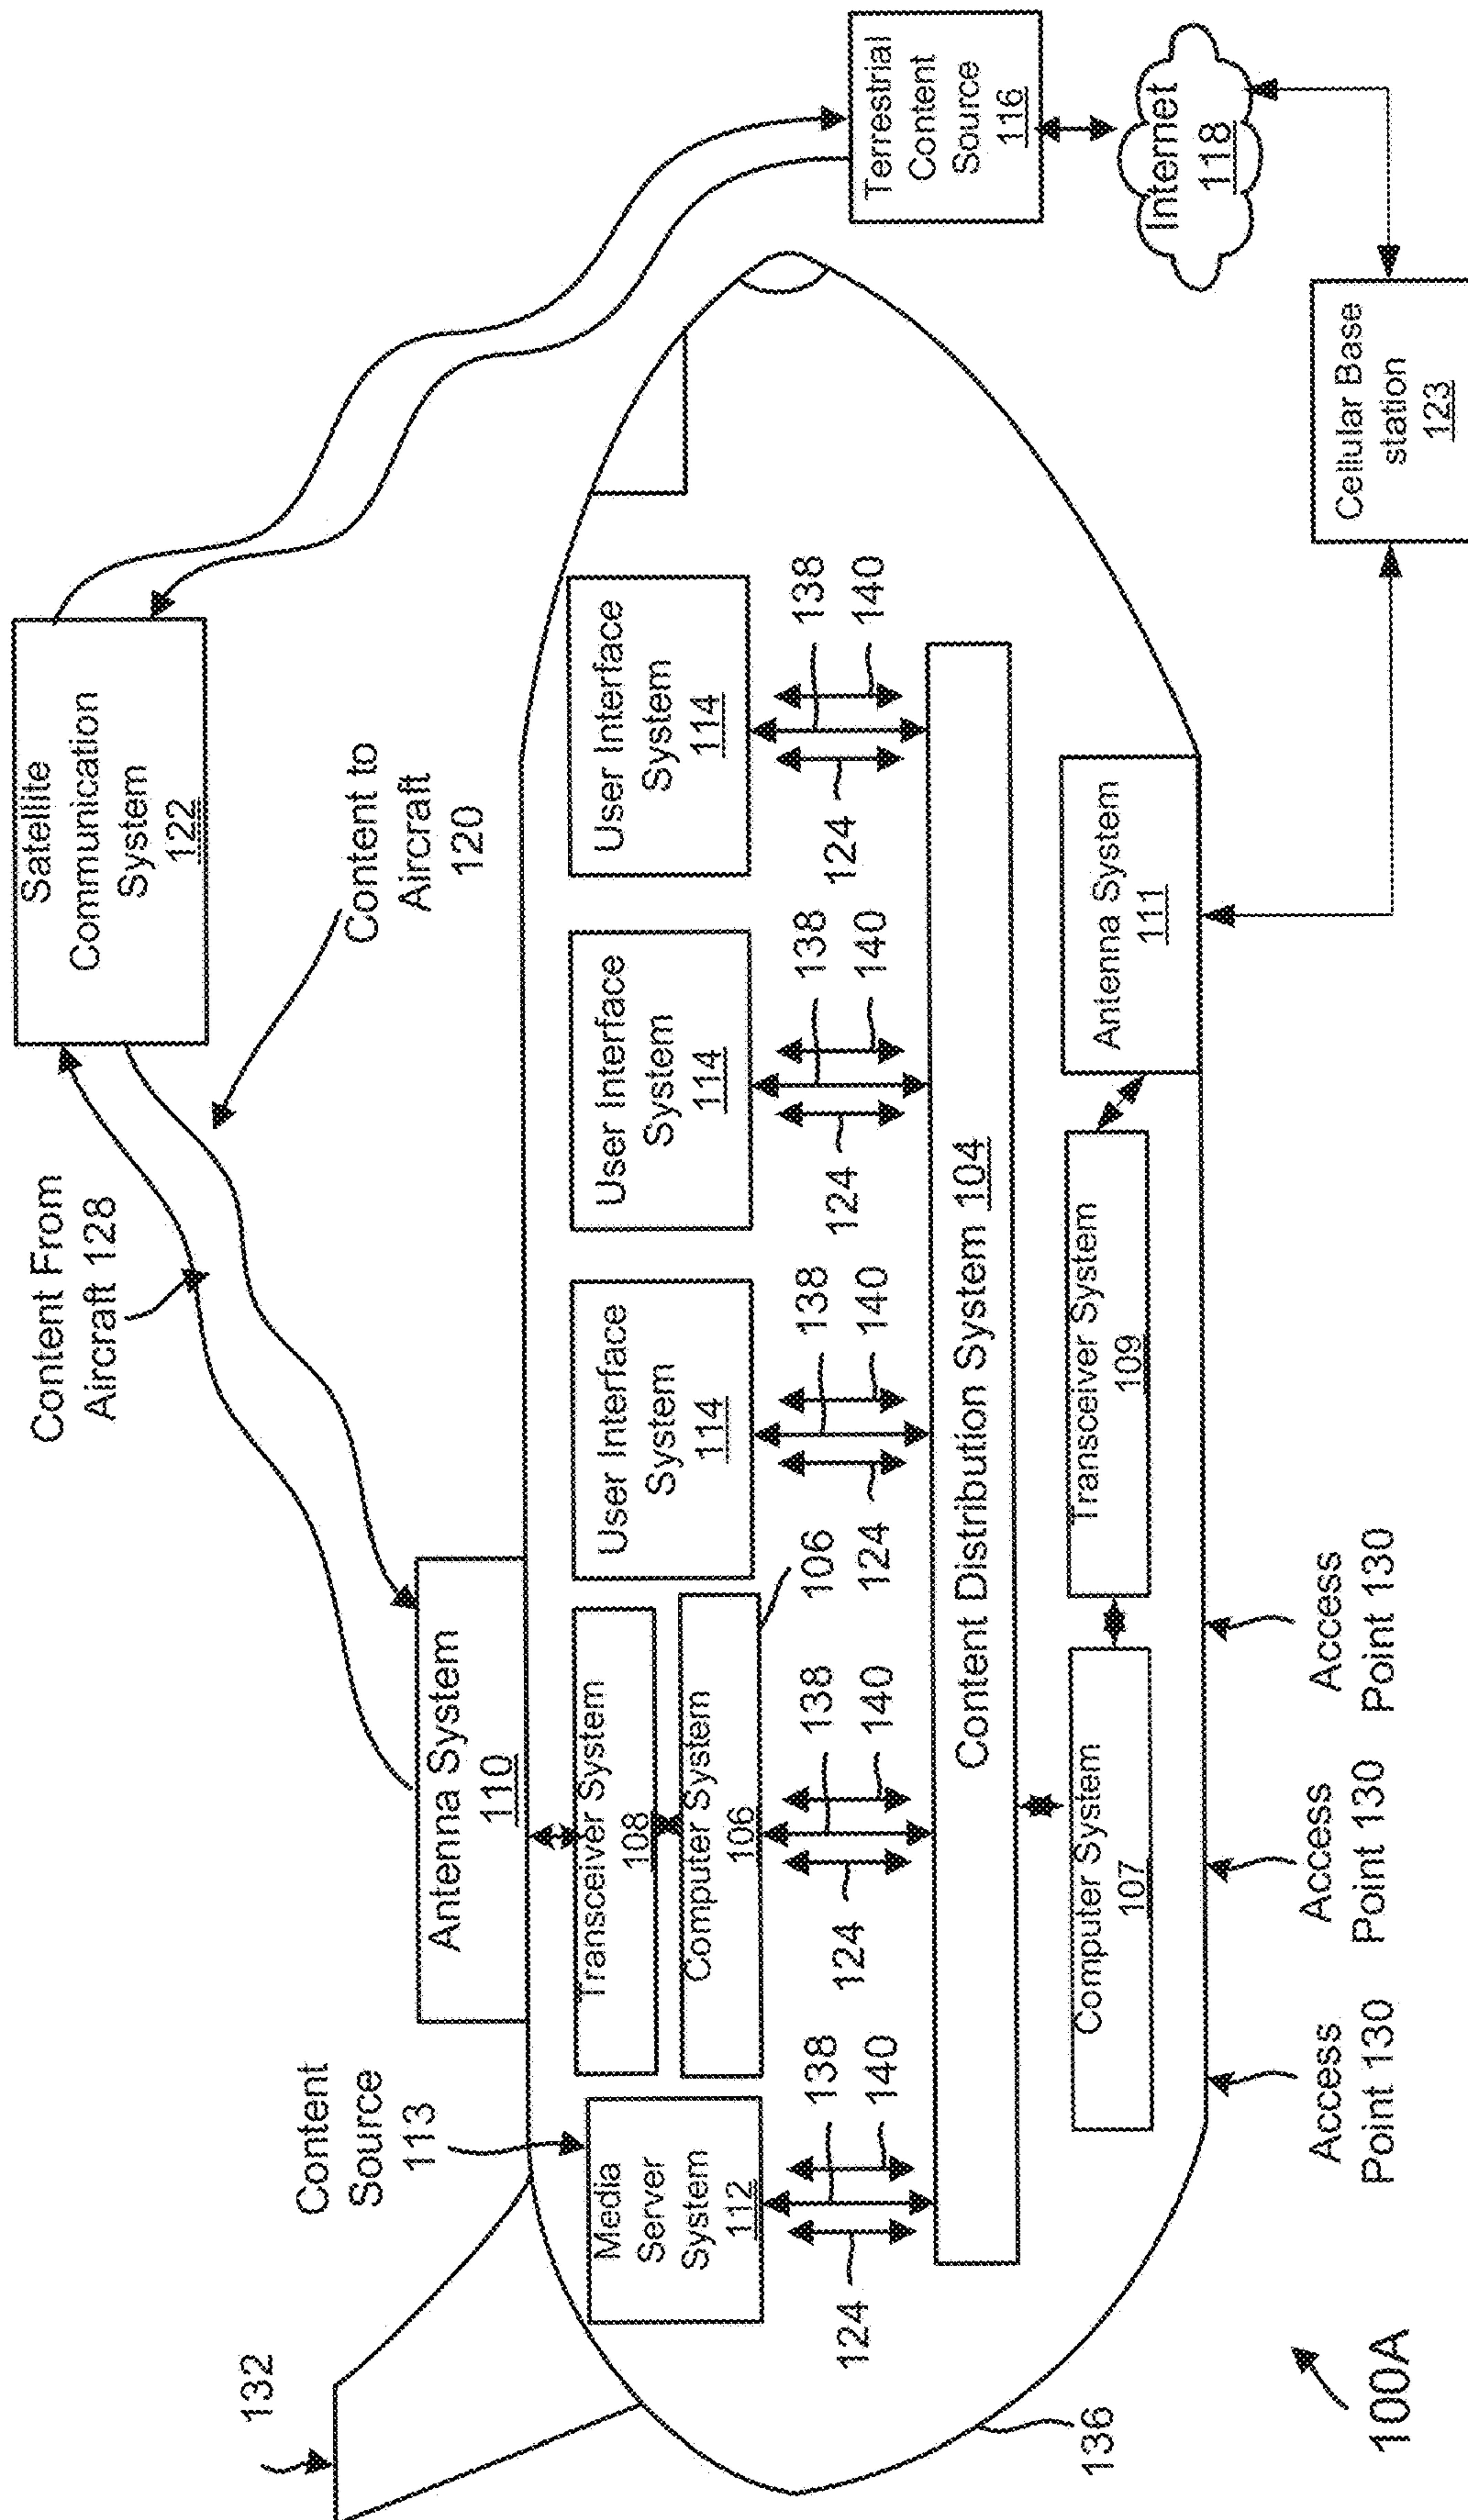 132
Content
Source
113
Content From
Aircraft 128
Satellite
Communication
System
122
Content to
Aircraft
120
Antenna System
110
Terrestrial
Content
Source
116
Internet
118
Media
Server
System
112
Transceiver System
108
Computer System
106
106
User Interface
System
114
User Interface
System
114
User Interface
System
114
124
138
140
124
138
140
124
138
140
124
138
140
124
138
140
Content Distribution System 104
Computer System
107
Transceiver System
109
Antenna System
111
Cellular Base
station
123
136
Access
Point 130
Access
Point 130
Access
Point 130
100A